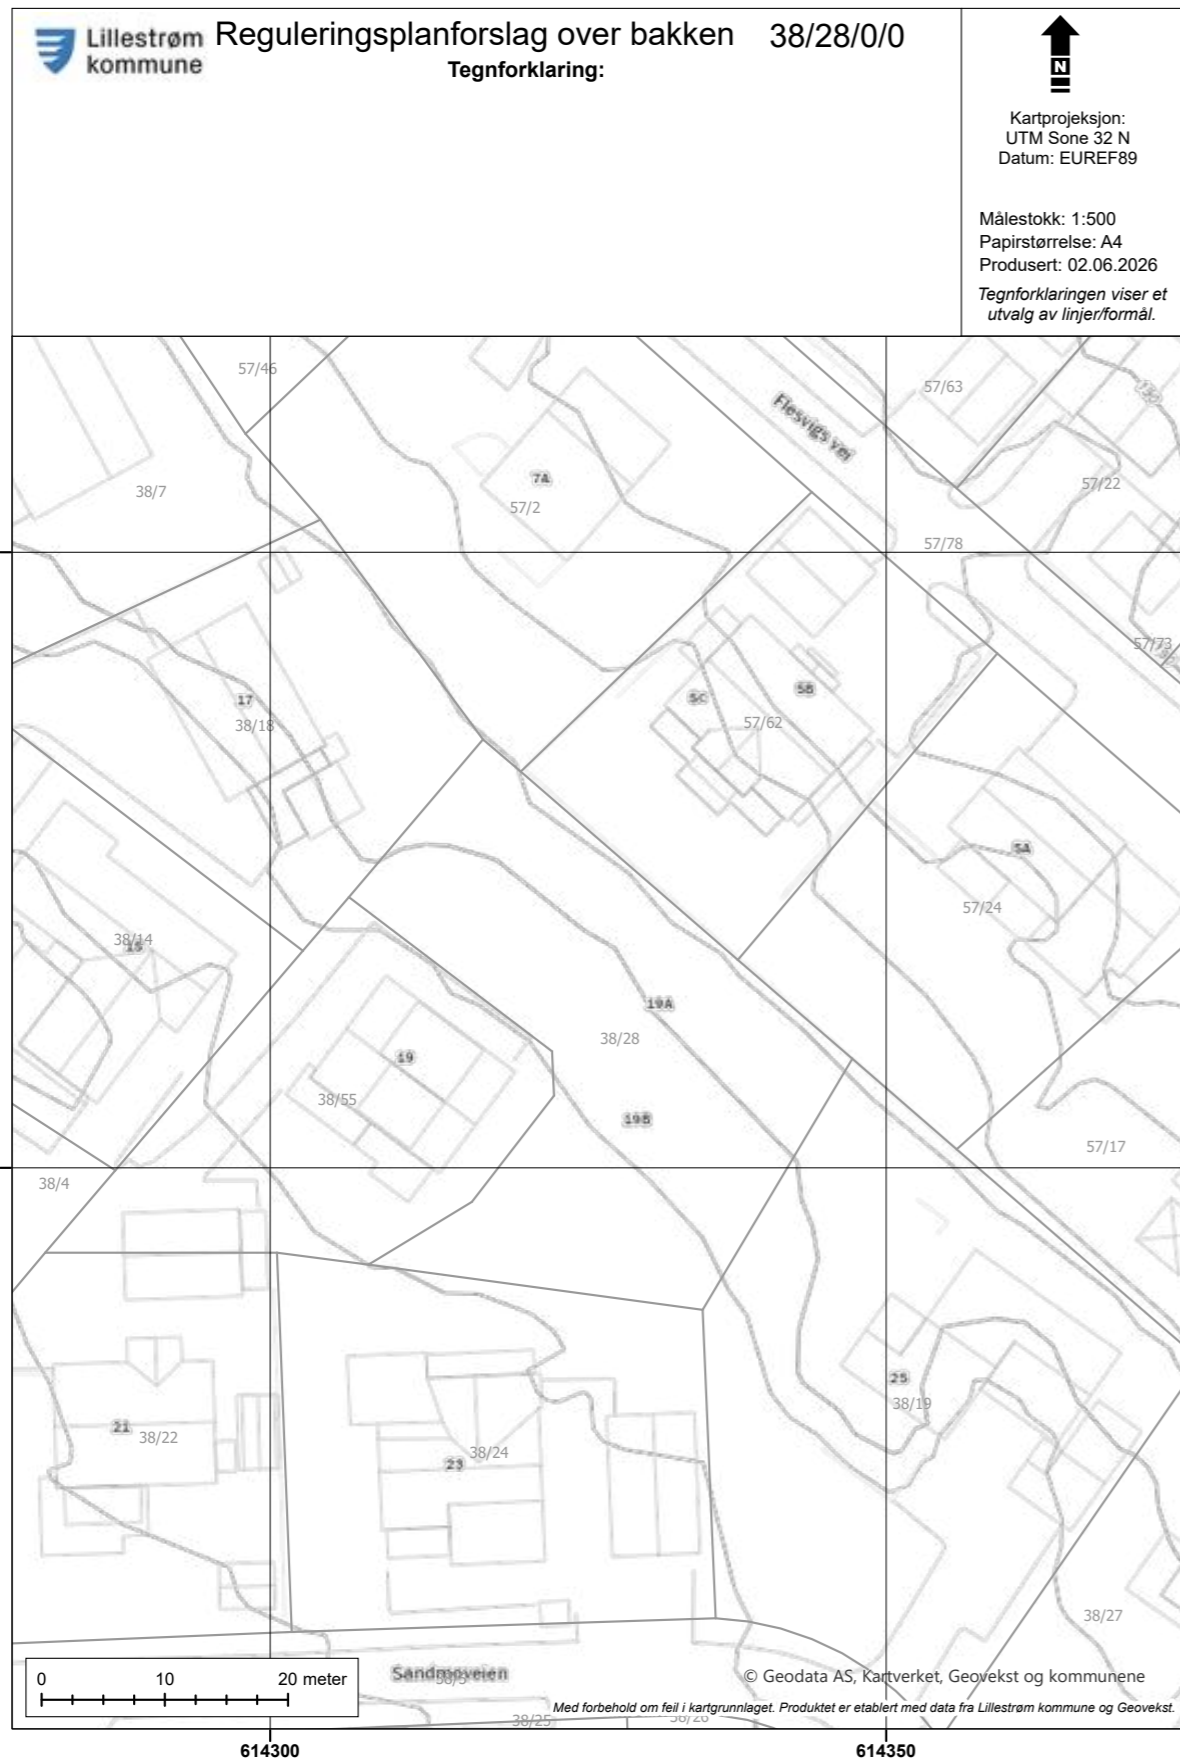 Lillestrøm
kommune
Reguleringsplanforslag over bakken 38/28/0/0
Tegnforklaring:
N
Kartprojeksjon:
UTM Sone 32 N
Datum: EUREF89
Målestokk: 1:500
Papirstørrelse: A4
Produsert: 02.06.2026
Tegnforklaringen viser et
utvalg av linjer/formål.
57/46
57/63
Flesvigs vei
38/7
7A
57/2
57/22
57/78
57/73
17
38/18
5C
5B
57/62
5A
57/24
38/14
19A
38/28
19
38/55
19B
57/17
38/4
25
38/19
21
38/22
38/24
23
38/27
0 10 20 meter
Sandmoveien
© Geodata AS, Kartverket, Geovekst og kommunene
Med forbehold om feil i kartgrunnlaget. Produktet er etablert med data fra Lillestrøm kommune og Geovekst.
38/25
38/26
614300
614350